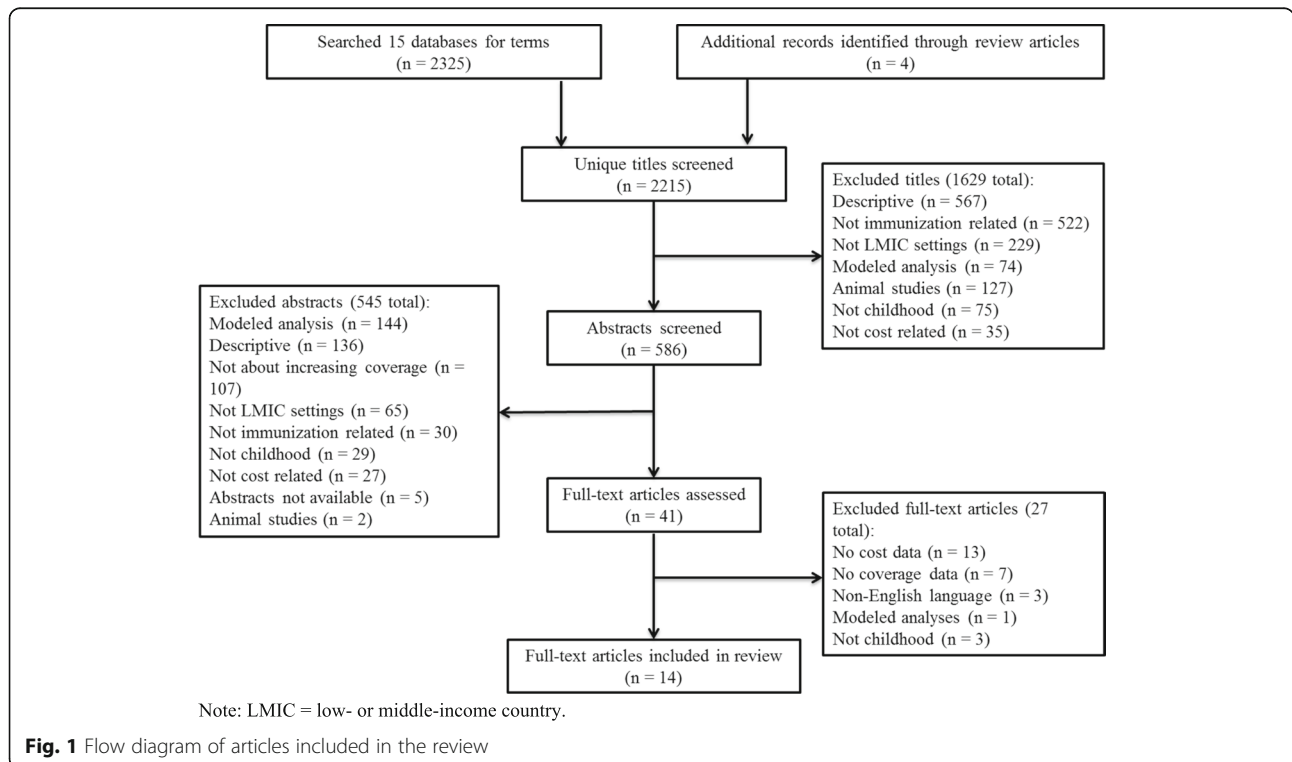 Searched 15 databases for terms
(n = 2325)
Additional records identified through review articles
(n = 4)
Unique titles screened
(n = 2215)
Excluded titles (1629 total):
Descriptive (n = 567)
Not immunization related (n = 522)
Not LMIC settings (n = 229)
Modeled analysis (n = 74)
Animal studies (n = 127)
Not childhood (n = 75)
Not cost related (n = 35)
Excluded abstracts (545 total):
Modeled analysis (n = 144)
Descriptive (n = 136)
Not about increasing coverage (n =
107)
Not LMIC settings (n = 65)
Not immunization related (n = 30)
Not childhood (n = 29)
Not cost related (n = 27)
Abstracts not available (n = 5)
Animal studies (n = 2)
Abstracts screened
(n = 586)
Full-text articles assessed
(n = 41)
Excluded full-text articles (27
total):
No cost data (n = 13)
No coverage data (n = 7)
Non-English language (n = 3)
Modeled analyses (n = 1)
Not childhood (n = 3)
Full-text articles included in review
(n = 14)
Note: LMIC = low- or middle-income country.
Fig. 1 Flow diagram of articles included in the review